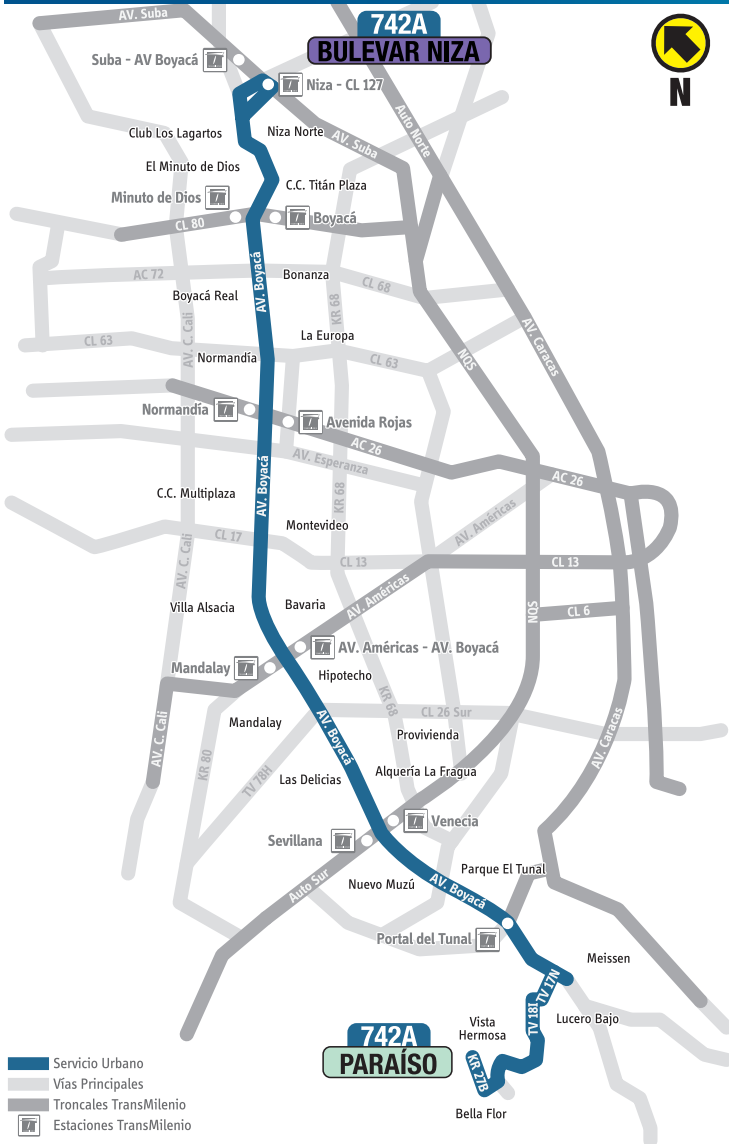 AV. Suba
742A
BULEVAR NIZA
N
Suba - AV Boyacá
Niza - CL 127
Auto Norte
Club Los Lagartos
Niza Norte
AV. Suba
El Minuto de Dios
C.C. Titán Plaza
Minuto de Dios
Boyacá
CL 80
AV. Boyacá
AC 72
Bonanza
CL 68
Boyacá Real
KR 68
AV. C. Cali
La Europa
AV. Caracas
CL 63
Normandía
CL 63
NQS
Normandía
Avenida Rojas
AC 26
AV. Esperanza
AC 26
AV. Boyacá
C.C. Multiplaza
KR 68
Montevideo
AV. Américas
CL 17
AV. C. Cali
CL 13
CL 13
Villa Alsacia
Bavaria
AV. Américas
NQS
CL 6
AV. Américas - AV. Boyacá
Mandalay
Hipotecho
KR 68
CL 26 Sur
Mandalay
AV. Boyacá
Provivienda
AV. C. Cali
AV. Caracas
KR 80
TV 78H
Las Delicias
Alquería La Fragua
Venecia
Sevillana
Parque El Tunal
Auto Sur
Nuevo Muzú
AV. Boyacá
Portal del Tunal
Meissen
TV 17N
Vista
Hermosa
TV 18I
Lucero Bajo
742A
PARAÍSO
KR 27B
Bella Flor
Servicio Urbano
Vías Principales
Troncales TransMilenio
Estaciones TransMilenio